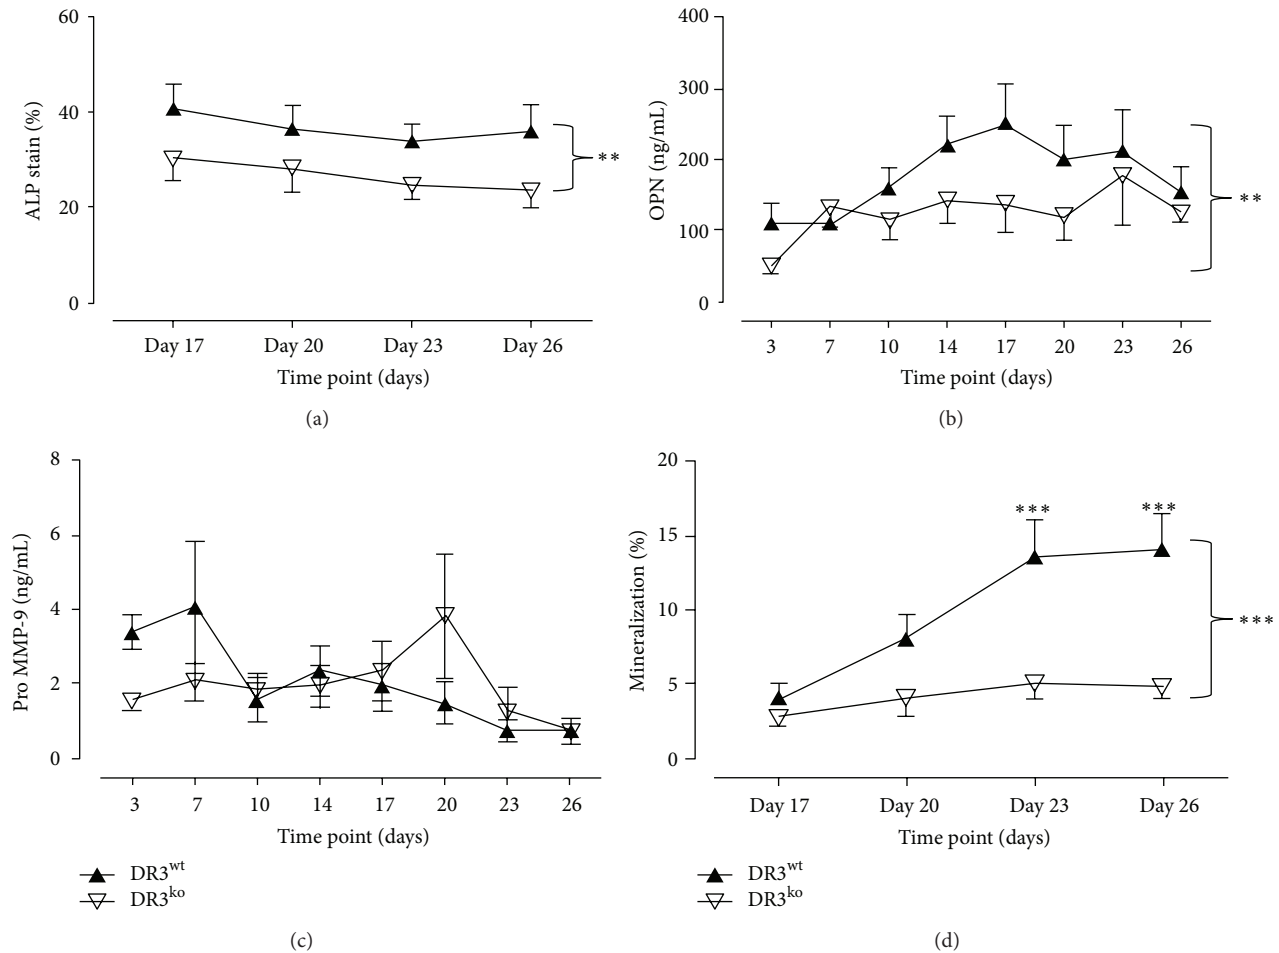 60
40
20
0
ALP stain (%)
**
Day 17 Day 20 Day 23 Day 26
Time point (days)
(a)
400
300
200
100
0
OPN (ng/mL)
**
3 7 10 14 17 20 23 26
Time point (days)
(b)
8
6
4
2
0
Pro MMP-9 (ng/mL)
3 7 10 14 17 20 23 26
Time point (days)
DR3wt
DR3ko
(c)
20
15
10
5
0
Mineralization (%)
*** ***
***
Day 17 Day 20 Day 23 Day 26
Time point (days)
DR3wt
DR3ko
(d)